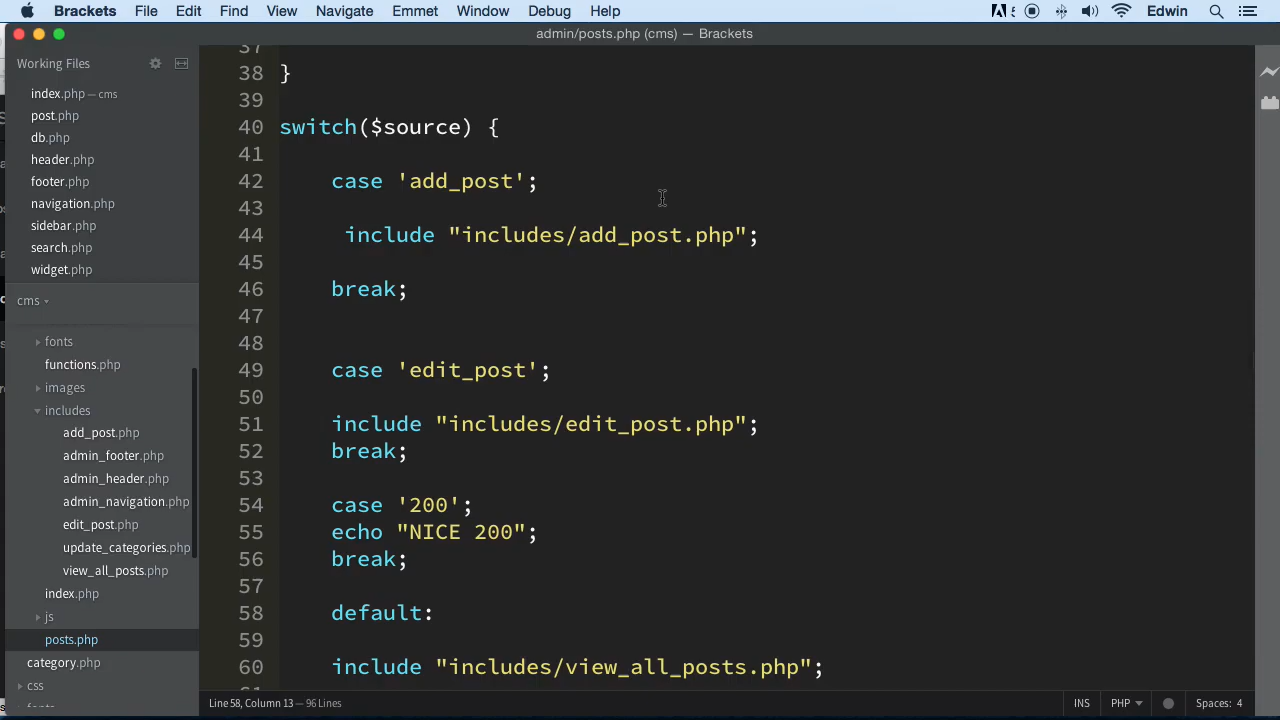 Brackets File Edit Find View Navigate Emmet Window Debug Help 5 Edwin
admin/posts.php (cms) — Brackets
Working Files
index.php — cms
post.php
db.php
header.php
footer.php
navigation.php
sidebar.php
search.php
widget.php
cms
fonts
functions.php
images
includes
add_post.php
admin_footer.php
admin_header.php
admin_navigation.php
edit_post.php
update_categories.php
view_all_posts.php
index.php
js
posts.php
category.php
css
fonts
37
38 }
39
40 switch($source) {
41
42 case 'add_post';
43
44 include "includes/add_post.php";
45
46 break;
47
48
49 case 'edit_post';
50
51 include "includes/edit_post.php";
52 break;
53
54 case '200';
55 echo "NICE 200";
56 break;
57
58 default:
59
60 include "includes/view_all_posts.php";
61
Line 58, Column 13 — 96 Lines
INS PHP Spaces: 4